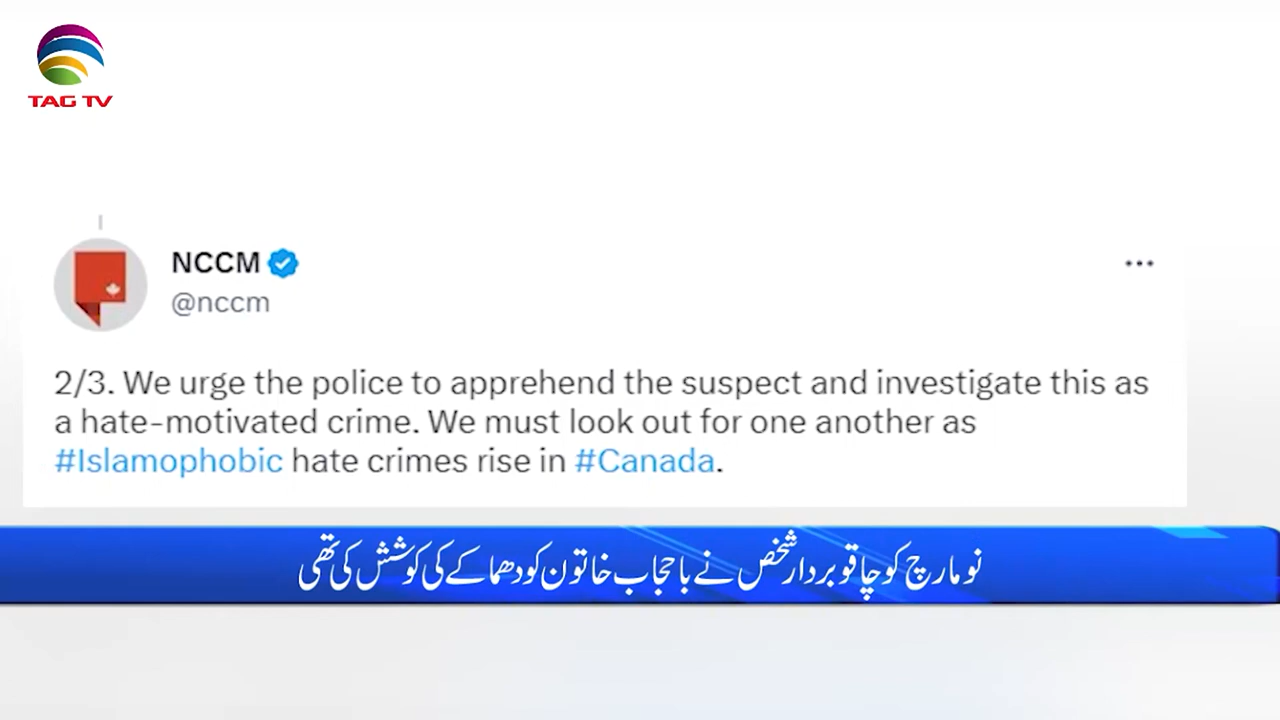 TAG TV
NCCM
@nccm
2/3. We urge the police to apprehend the suspect and investigate this as
a hate-motivated crime. We must look out for one another as
#Islamophobic hate crimes rise in #Canada.
نو مارچ کو چاقو بردار شخص نے باحجاب خاتون کو دھماکے کی کوشش کی تھی